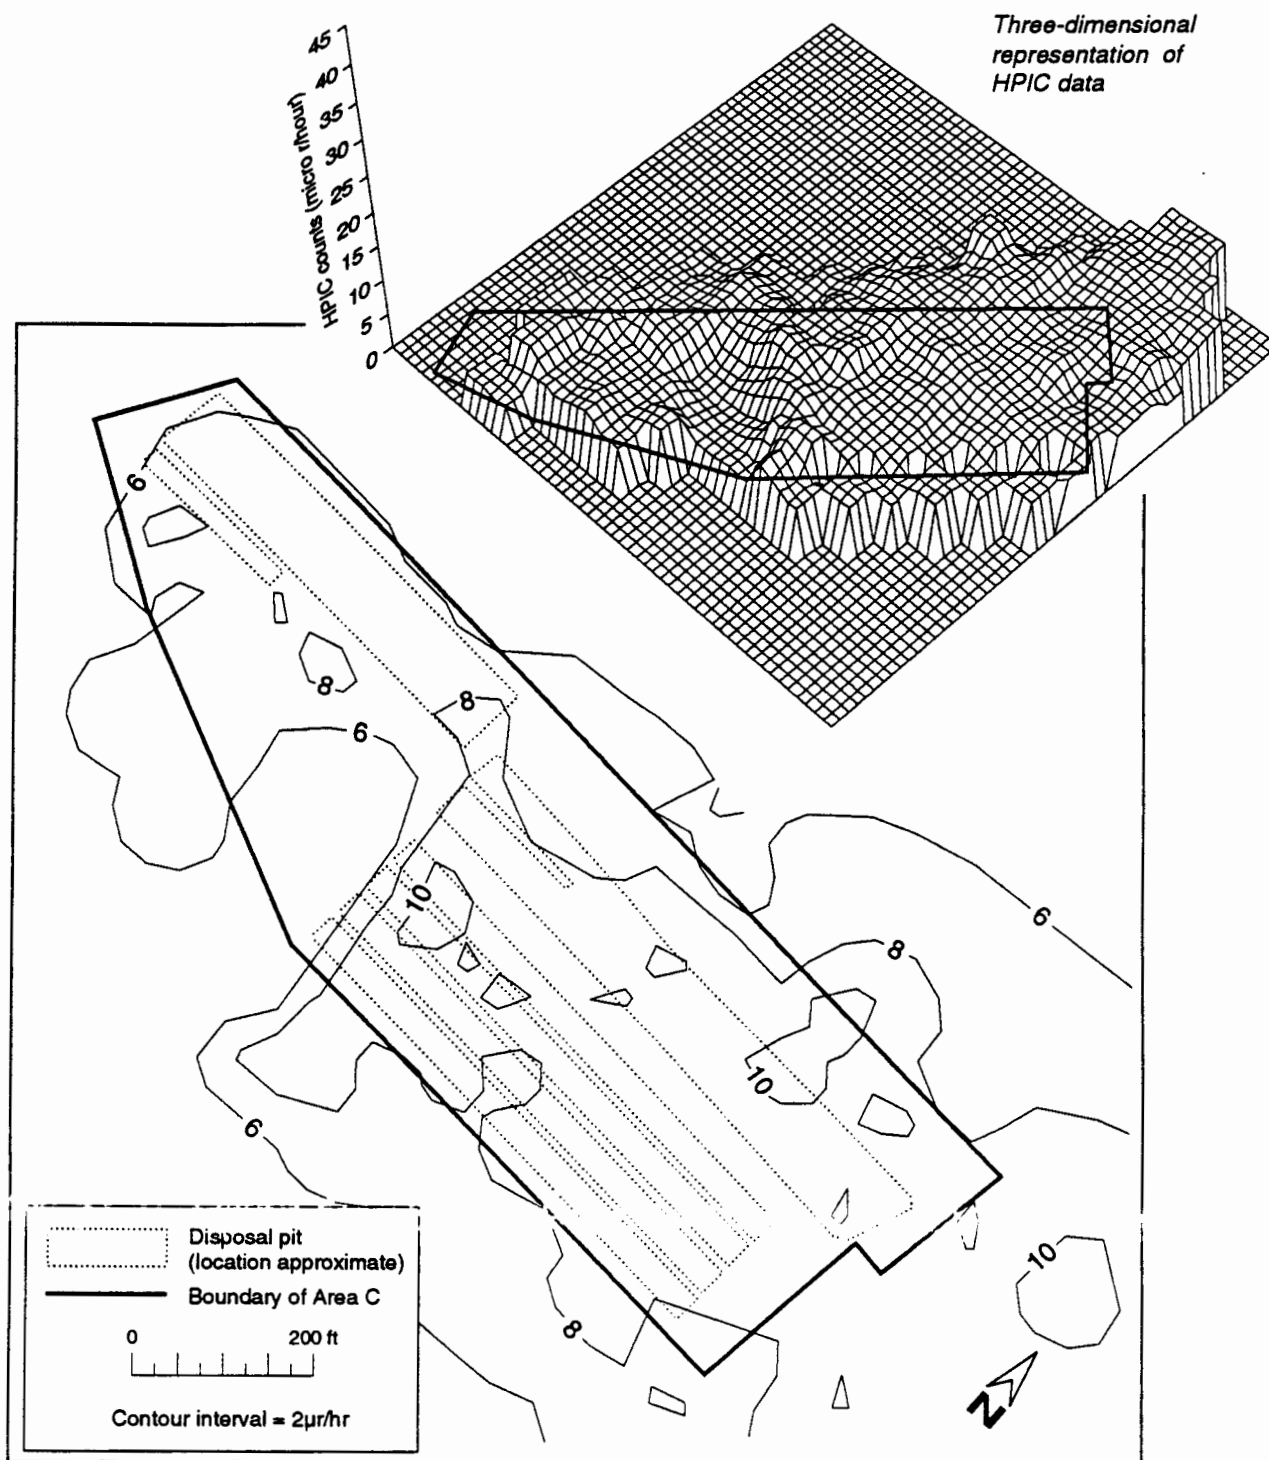 Three-dimensional
representation of
HPIC data
HPIC counts (micro r/hour)
45
40
35
30
25
20
15
10
5
0
6
8
8
6
10
6
8
10
6
10
8
Disposal pit
(location approximate)
Boundary of Area C
0 200 ft
Contour interval = 2µr/hr
N